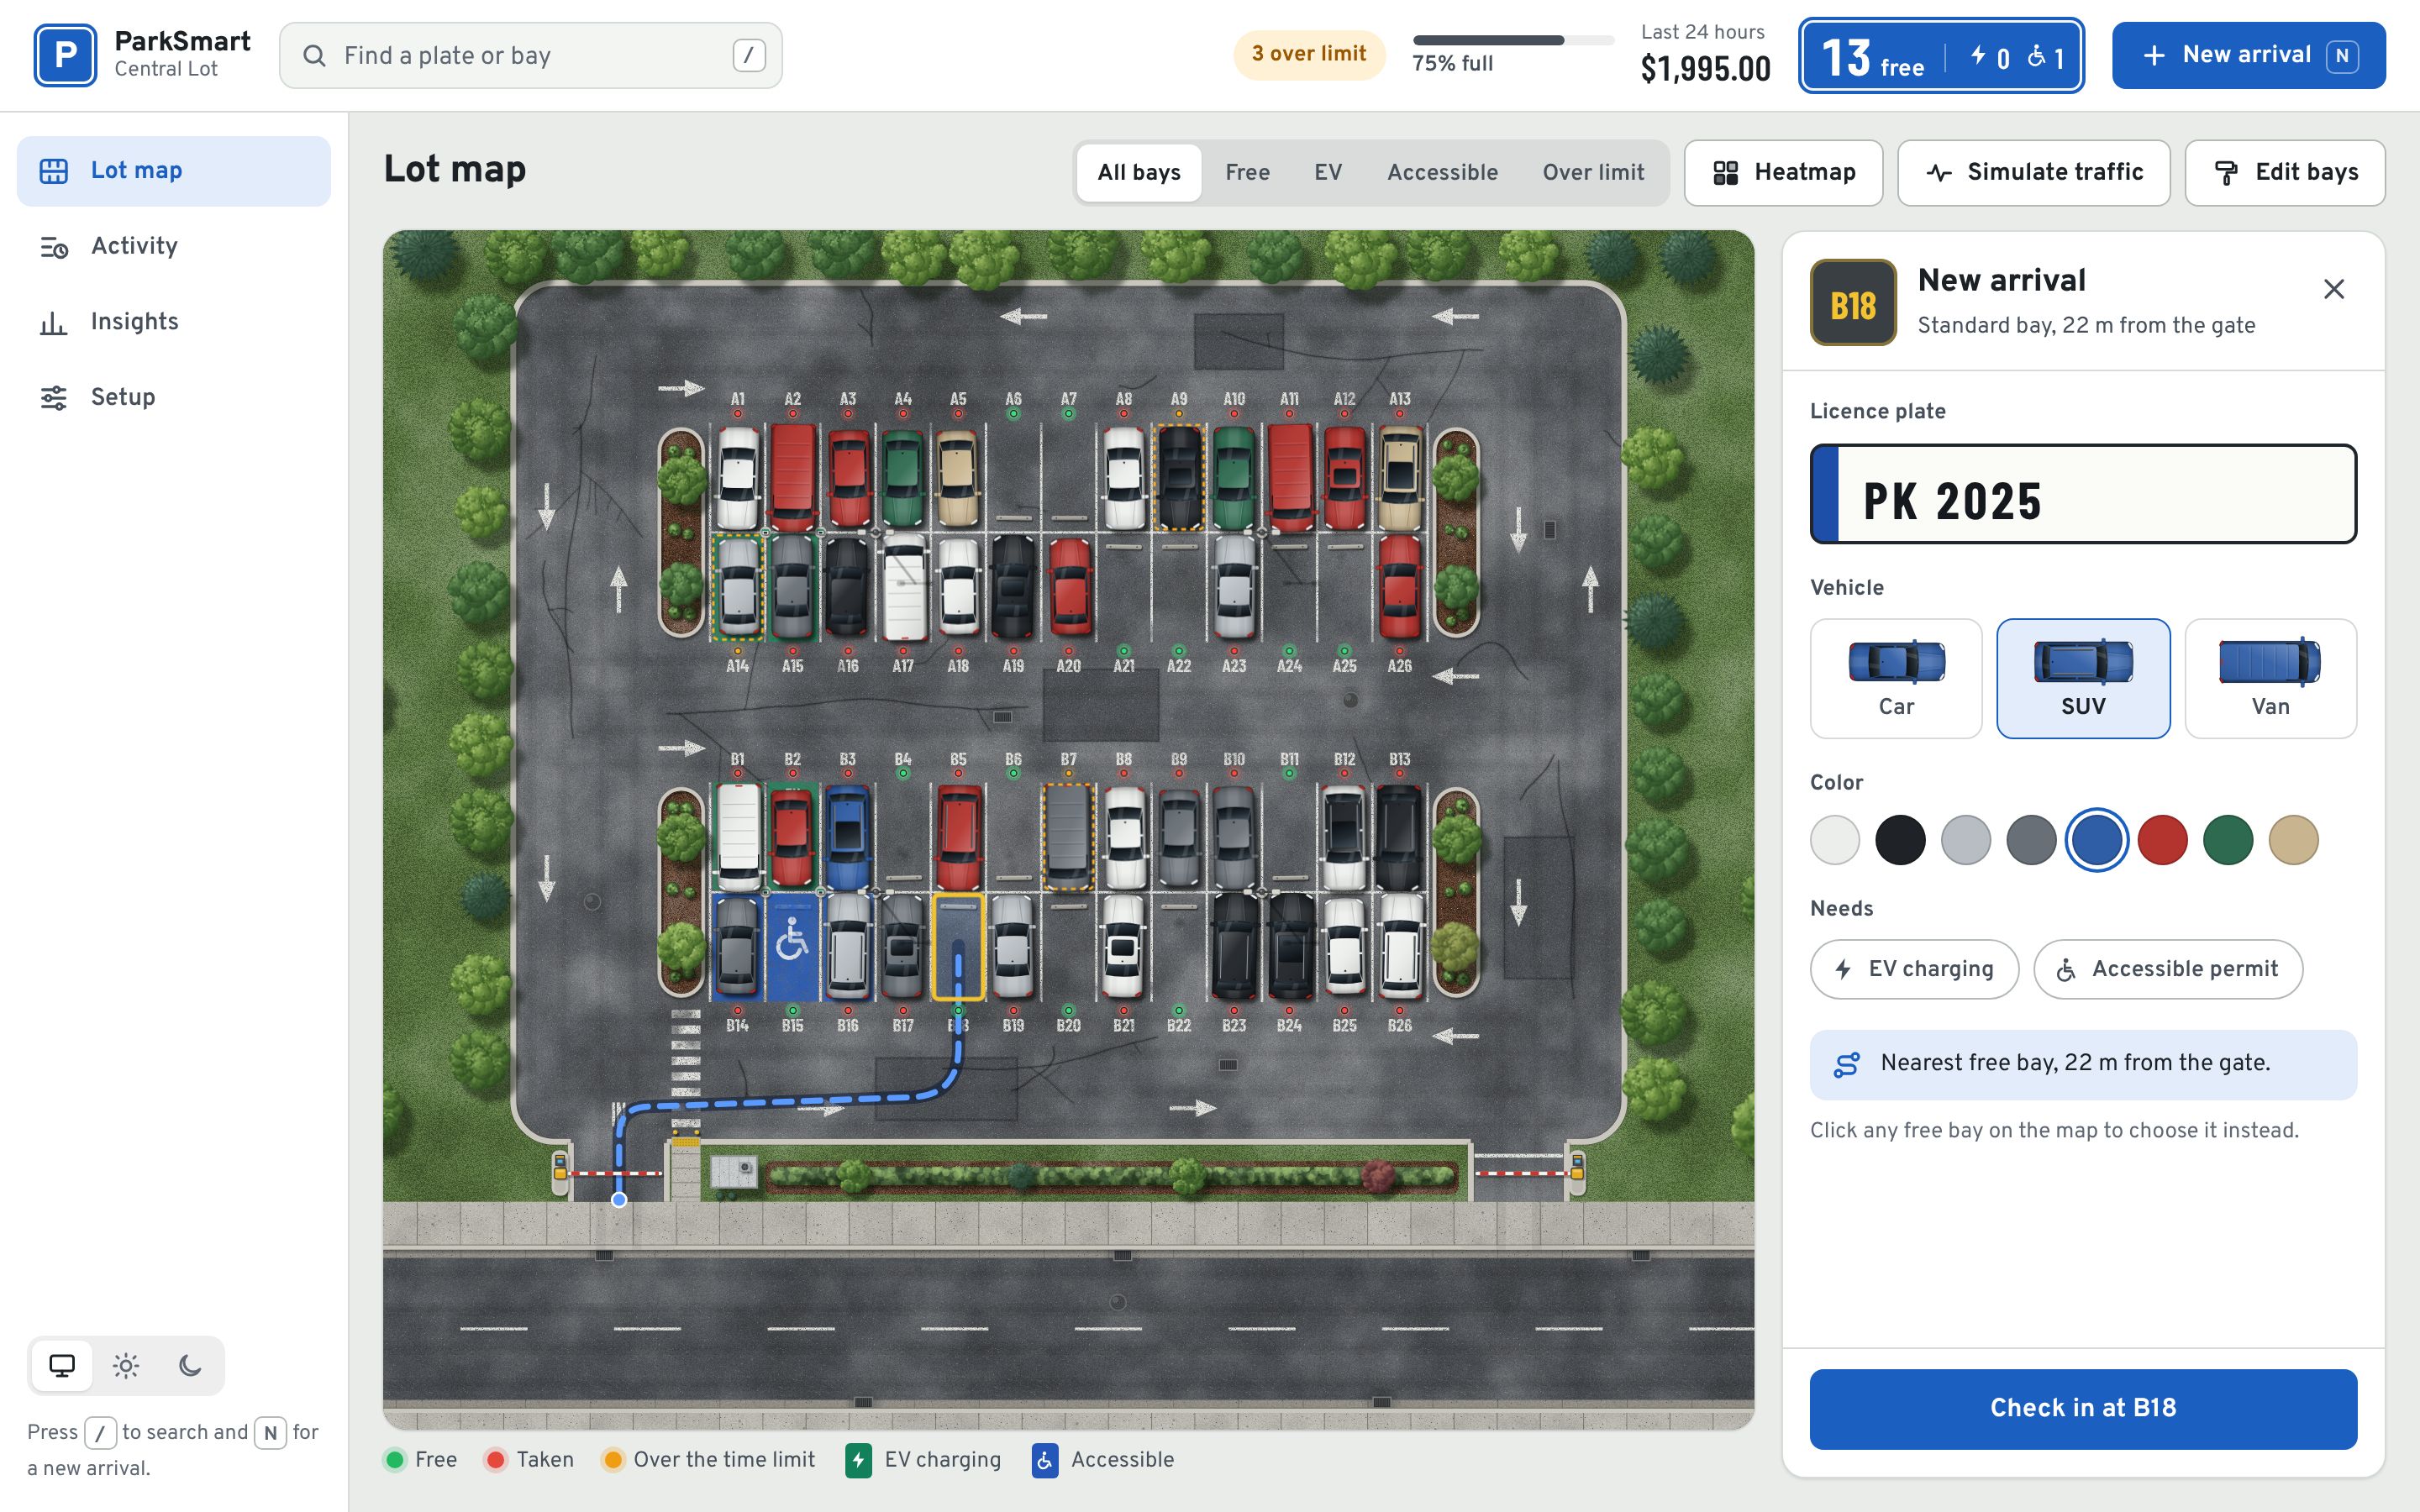 P
ParkSmart
Central Lot
Find a plate or bay
/
3 over limit
75% full
Last 24 hours
$1,995.00
13 free
0
1
New arrival
N
Lot map
Activity
Insights
Setup
Press / to search and N for
a new arrival.
Lot map
All bays
Free
EV
Accessible
Over limit
Heatmap
Simulate traffic
Edit bays
A1 A2 A3 A4 A5 A6 A7 A8 A9 A10 A11 A12 A13
A14 A15 A16 A17 A18 A19 A20 A21 A22 A23 A24 A25 A26
B1 B2 B3 B4 B5 B6 B7 B8 B9 B10 B11 B12 B13
B14 B15 B16 B17 B18 B19 B20 B21 B22 B23 B24 B25 B26
Free
Taken
Over the time limit
EV charging
Accessible
B18
New arrival
Standard bay, 22 m from the gate
Licence plate
PK 2025
Vehicle
Car
SUV
Van
Color
Needs
EV charging
Accessible permit
Nearest free bay, 22 m from the gate.
Click any free bay on the map to choose it instead.
Check in at B18